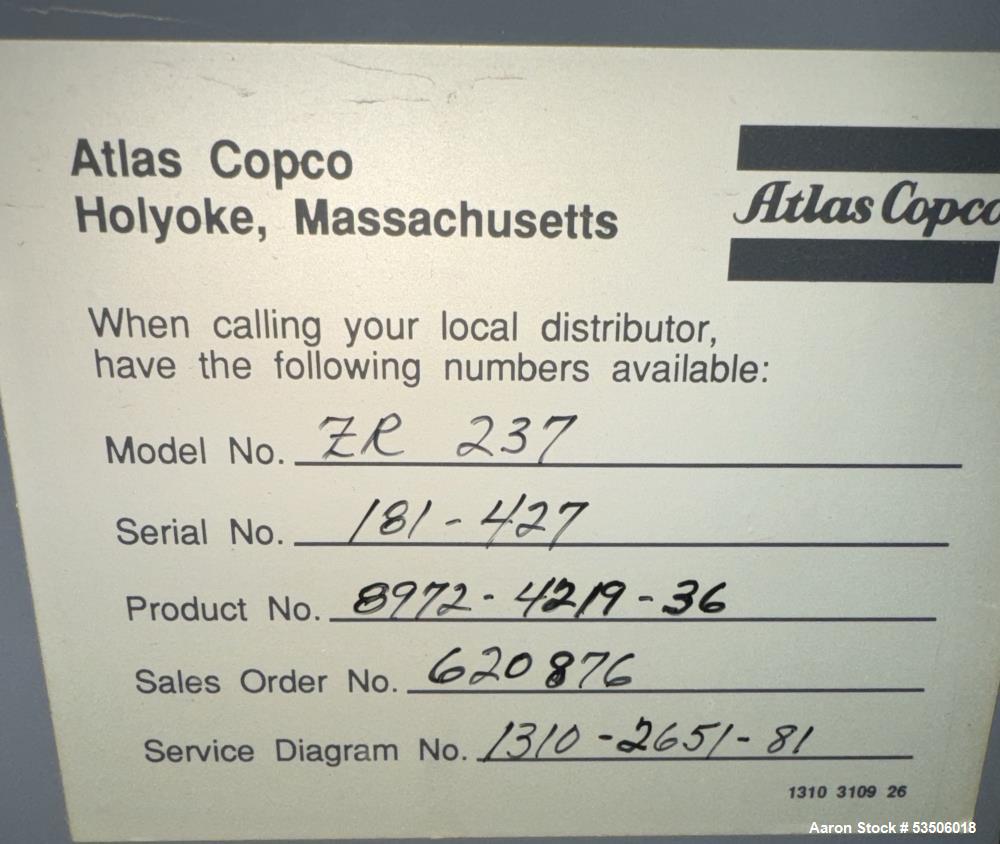 Atlas Copco
Holyoke, Massachusetts
Atlas Copco
When calling your local distributor,
have the following numbers available:
Model No. ZR 237
Serial No. 181-427
Product No. 8972-4219-36
Sales Order No. 620876
Service Diagram No. 1310-2651-81
1310 3109 26
Aaron Stock # 53506018